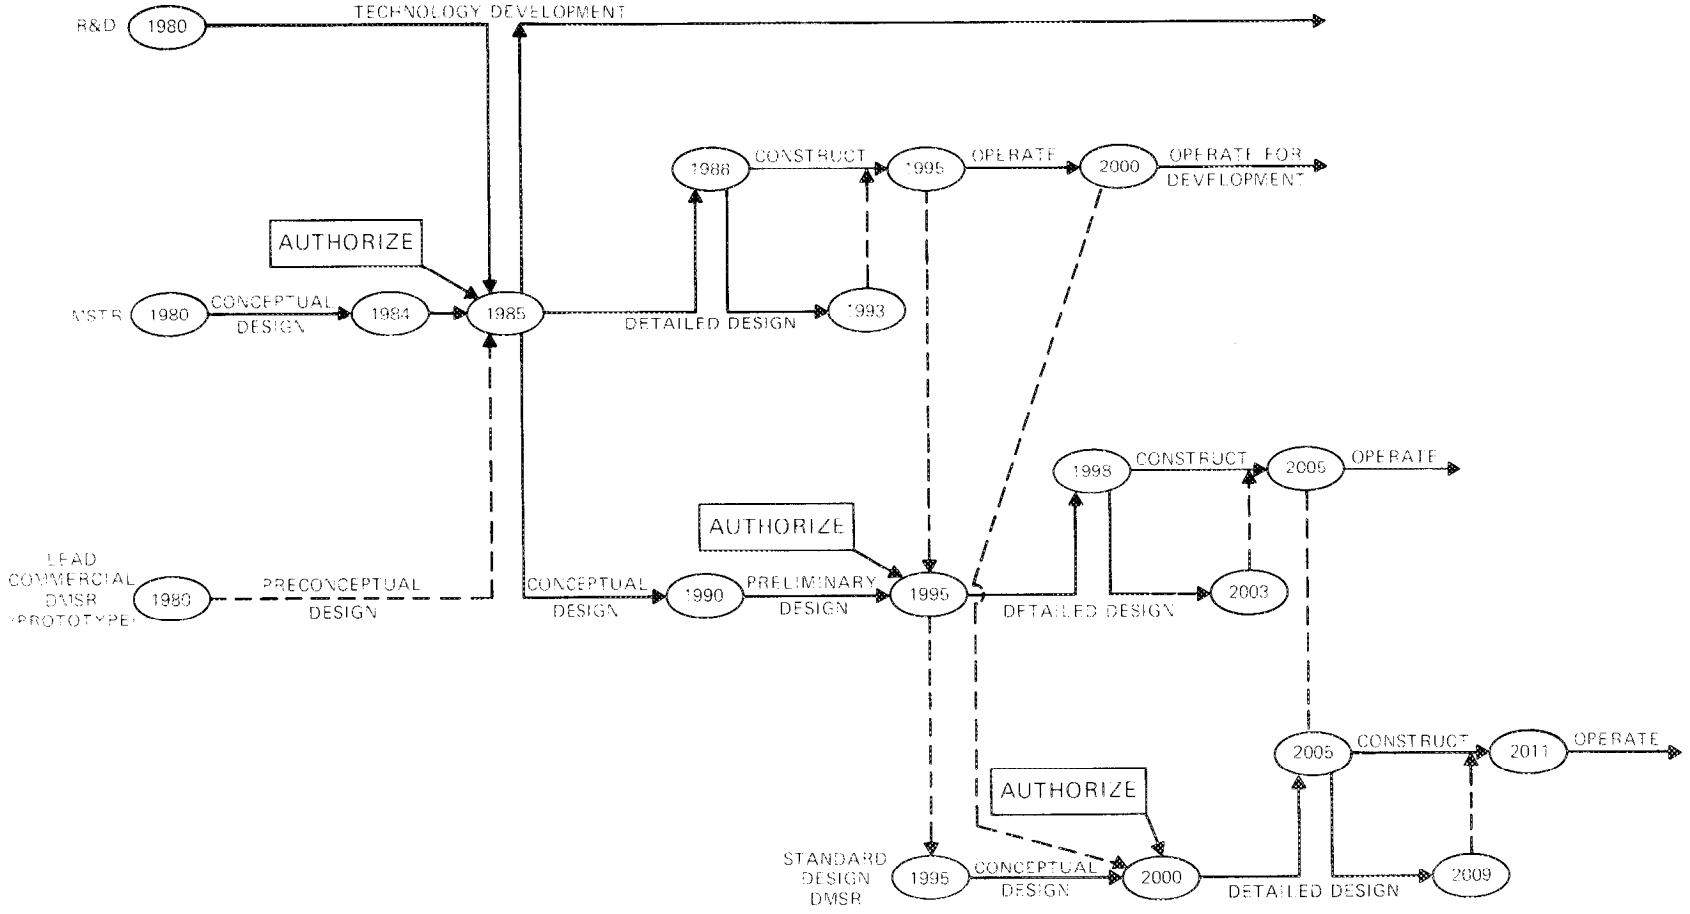 TECHNOLOGY DEVELOPMENT
R&D
1980
1988
CONSTRUCT
1995
OPERATE
2000
OPERATE FOR
DEVELOPMENT
AUTHORIZE
MSTR
1980
CONCEPTUAL
DESIGN
1984
1985
DETAILED DESIGN
1993
1998
CONSTRUCT
2005
OPERATE
AUTHORIZE
LEAD
COMMERCIAL
DMSR
(PROTOTYPE)
1980
PRECONCEPTUAL
DESIGN
CONCEPTUAL
DESIGN
1990
PRELIMINARY
DESIGN
1995
DETAILED DESIGN
2003
2005
CONSTRUCT
2011
OPERATE
AUTHORIZE
STANDARD
DESIGN
DMSR
1995
CONCEPTUAL
DESIGN
2000
DETAILED DESIGN
2009